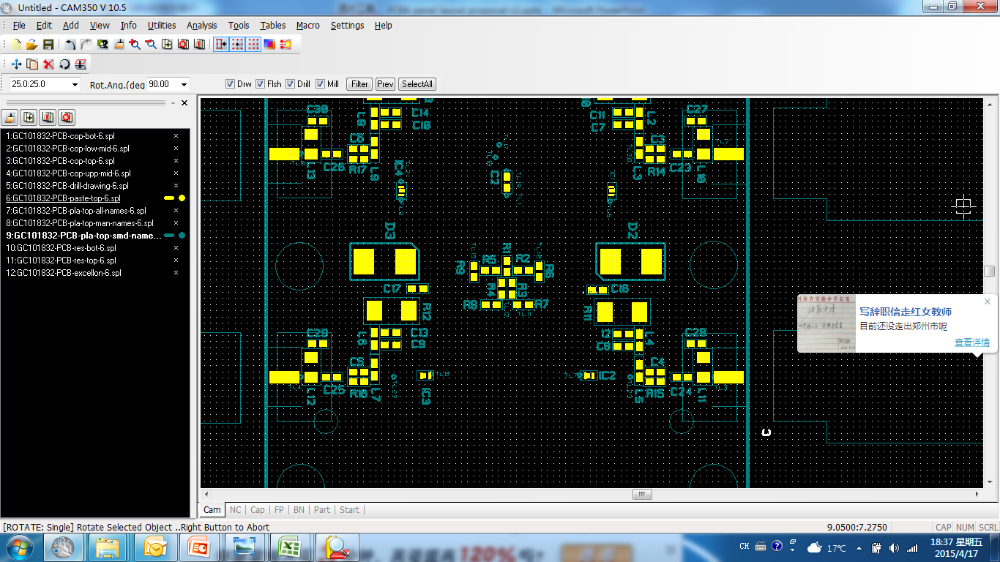 Untitled - CAM350 V 10.5
File Edit Add View Info Utilities Analysis Tools Tables Macro Settings Help
25.0:25.0 Rot.Ang.(deg 90.00 Drw Flsh Drill Mill Filter Prev SelectAll
1:GC101832-PCB-cop-bot-6.spl
2:GC101832-PCB-cop-low-mid-6.spl
3:GC101832-PCB-cop-top-6.spl
4:GC101832-PCB-cop-upp-mid-6.spl
5:GC101832-PCB-drill-drawing-6.spl
6:GC101832-PCB-paste-top-6.spl
7:GC101832-PCB-pla-top-all-names-6.spl
8:GC101832-PCB-pla-top-man-names-6.spl
9:GC101832-PCB-pla-top-smd-name...
10:GC101832-PCB-res-bot-6.spl
11:GC101832-PCB-res-top-6.spl
12:GC101832-PCB-excellon-6.spl
C30 L8 C14 C11 L2 C27
C10 C7
C6 C3
L13 C26 R17 L9 IC4 C2 L3 R14 C23 L10
D3 D2
R9 R5 R1 R2 R6
C17 R4 R3 C16
R12 R8 R7 R11
C29 L6 C13 12 L4 C28
C9 C8
C5 C4
L12 C25 R16 L7 IC3 IC2 L5 R15 C24 L11
写辞职信走红女教师
目前还没走出郑州市呢
查看详情
Cam NC Cap FP BN Part Start
[ROTATE: Single] Rotate Selected Object ..Right Button to Abort 9.0500:7.2750 CAP NUM SCRL
CH 17℃ 18:37 星期五
2015/4/17